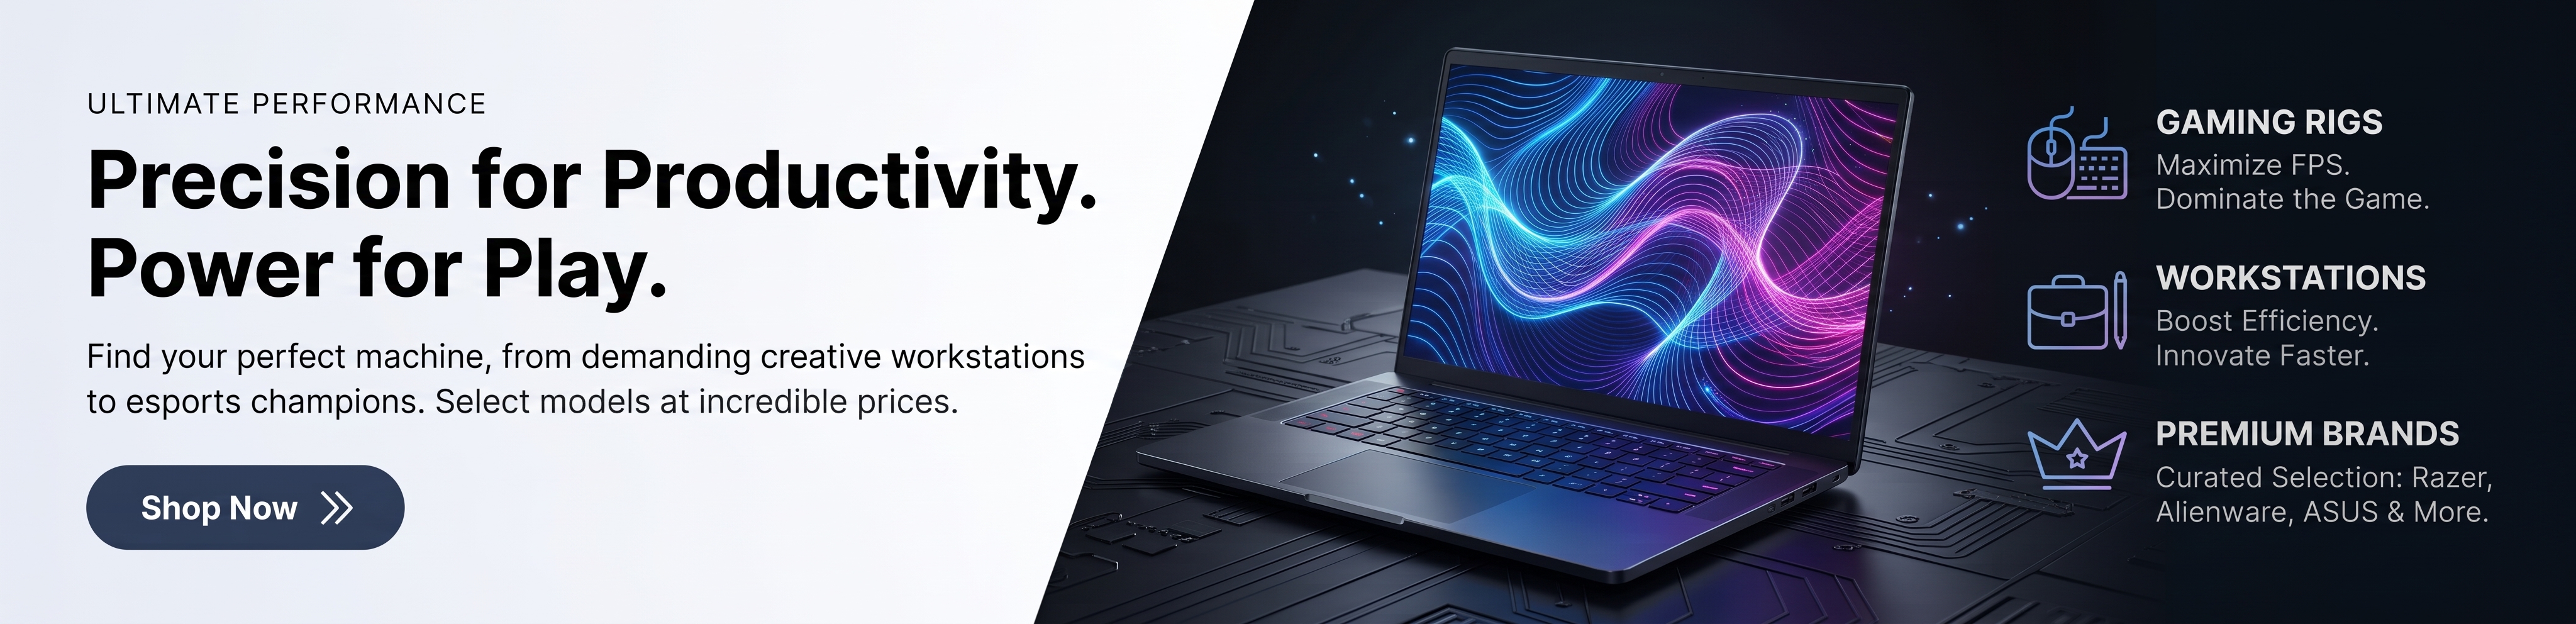 ULTIMATE PERFORMANCE
Precision for Productivity.
Power for Play.
Find your perfect machine, from demanding creative workstations
to esports champions. Select models at incredible prices.
Shop Now
GAMING RIGS
Maximize FPS.
Dominate the Game.
WORKSTATIONS
Boost Efficiency.
Innovate Faster.
PREMIUM BRANDS
Curated Selection: Razer,
Alienware, ASUS & More.